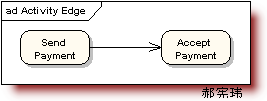 ad Activity Edge
Send
Payment
Accept
Payment
郝宪玮